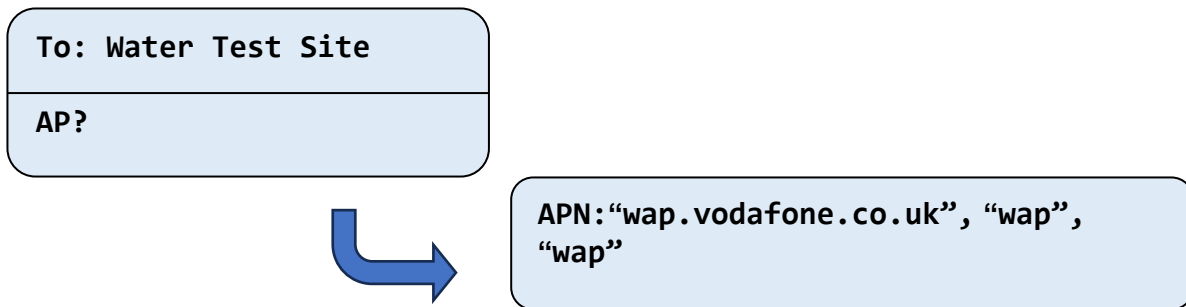 To: Water Test Site
AP?
APN:“wap.vodafone.co.uk”, “wap”,
“wap”